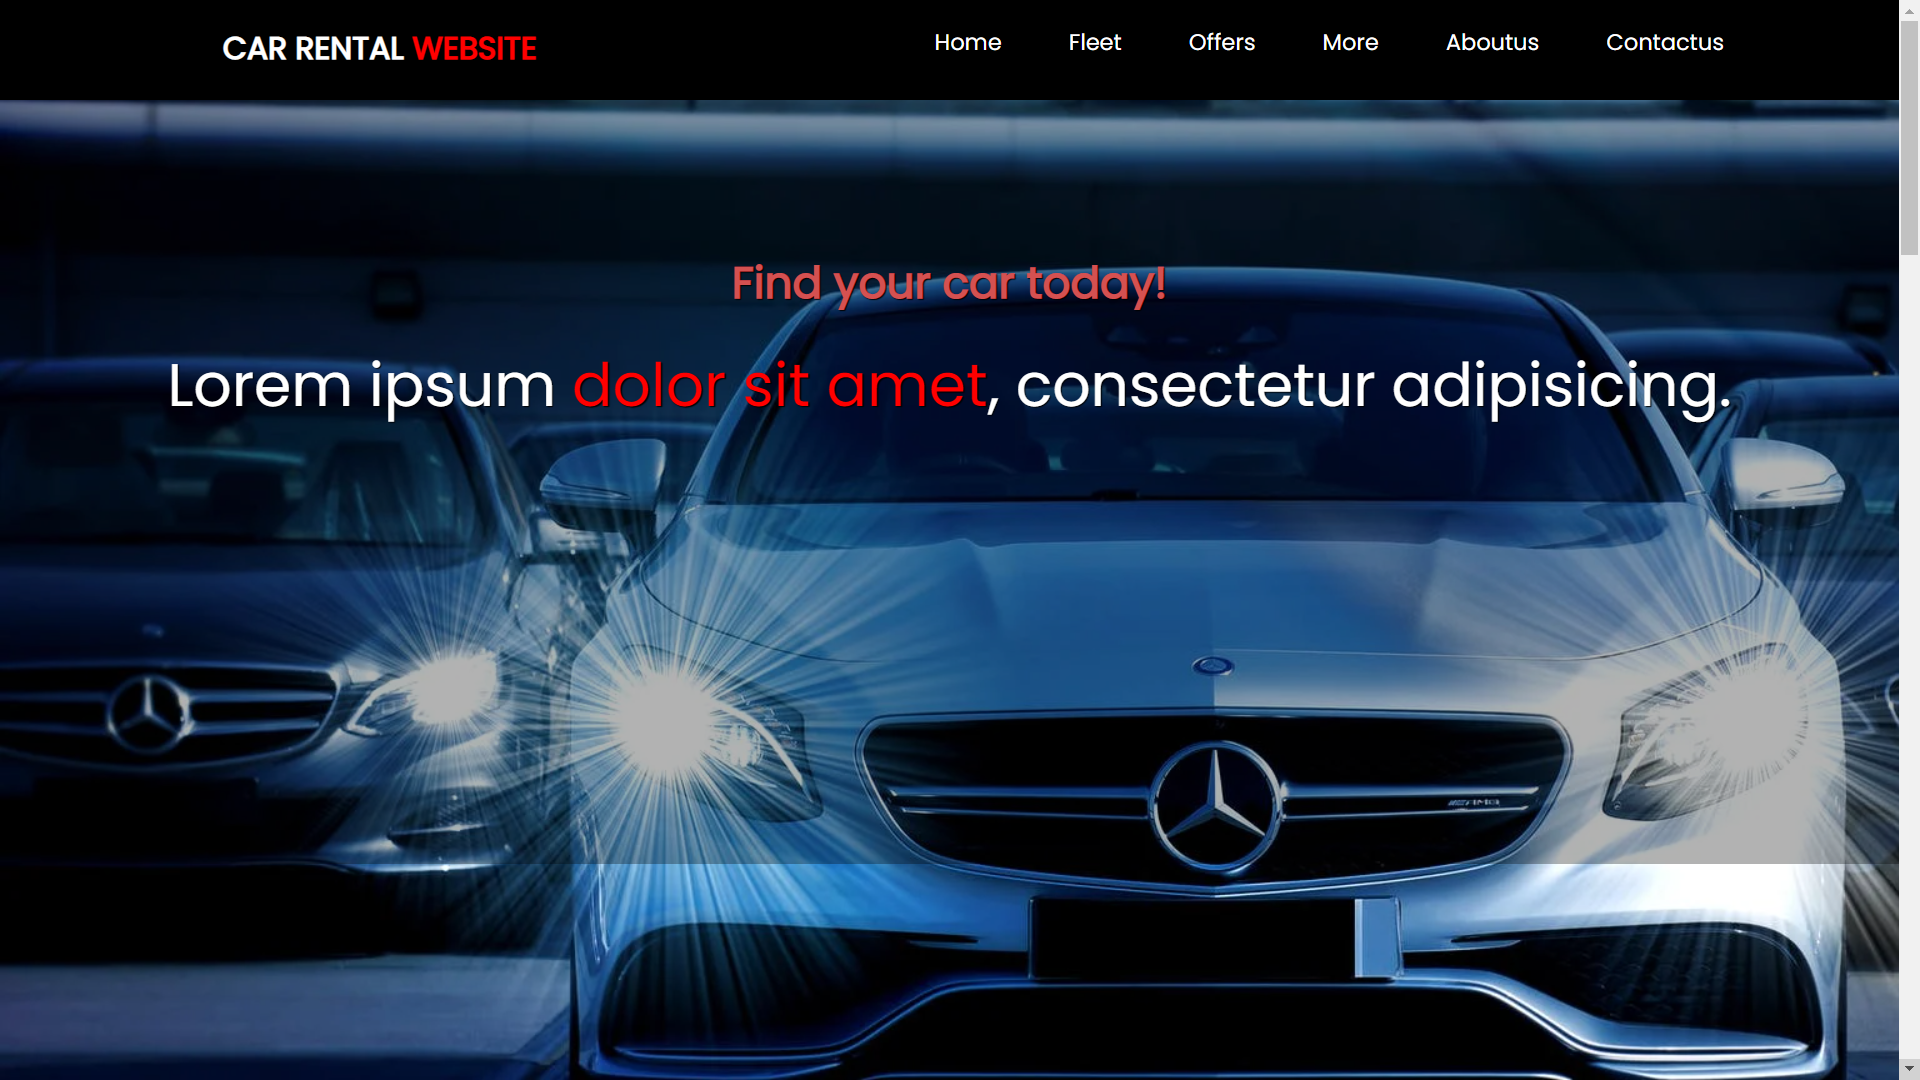 CAR RENTAL WEBSITE
Home Fleet Offers More Aboutus Contactus
Find your car today!
Lorem ipsum dolor sit amet, consectetur adipisicing.
AMG